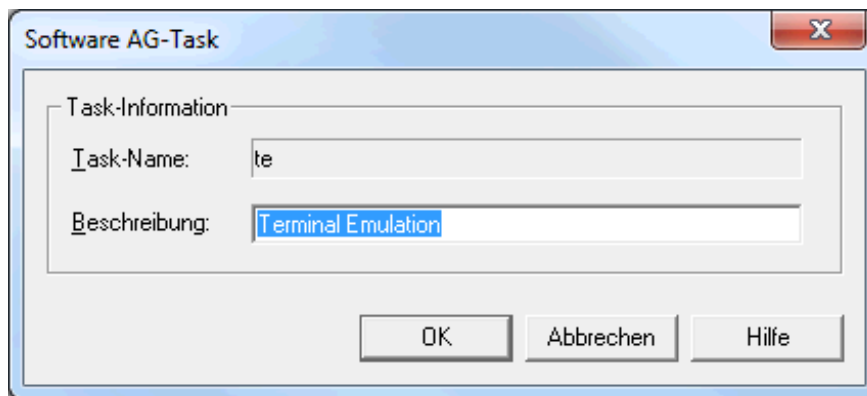 Software AG-Task
Task-Information
Task-Name: te
Beschreibung: Terminal Emulation
OK Abbrechen Hilfe